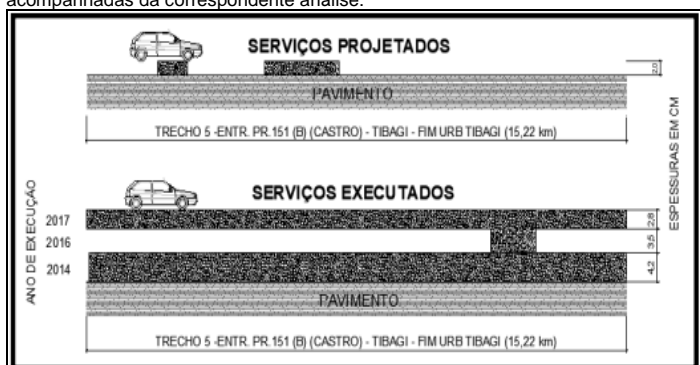 acompanhadas da correspondente análise.
SERVIÇOS PROJETADOS
2,0
PAVIMENTO
TRECHO 5 -ENTR. PR.151 (B) (CASTRO) - TIBAGI - FIM URB TIBAGI (15,22 km)
ESPESSURAS EM CM
ANO DE EXECUÇÃO
SERVIÇOS EXECUTADOS
2017
2,8
2016
3,5
2014
4,2
PAVIMENTO
TRECHO 5 -ENTR. PR.151 (B) (CASTRO) - TIBAGI - FIM URB TIBAGI (15,22 km)